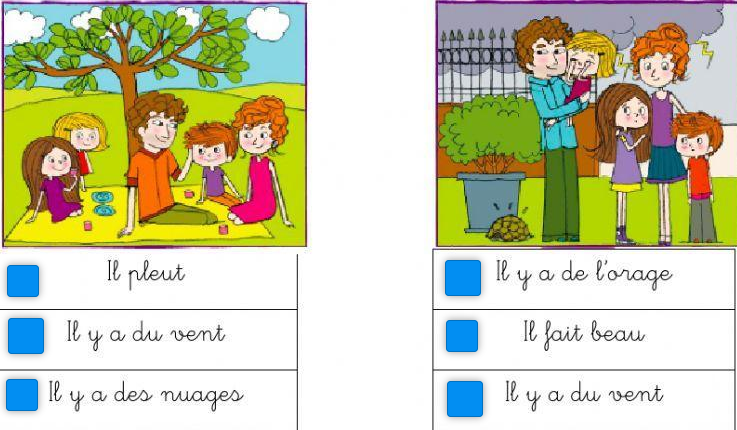 Il pleut
Il y a du vent
Il y a des nuages
Il y a de l'orage
Il fait beau
Il y a du vent